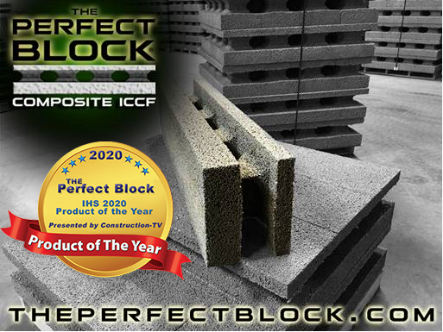 THE
PERFECT
BLOCK
COMPOSITE ICCF
2020
THE
Perfect Block
IHS 2020
Product of the Year
Presented by Construction-TV
Product of The Year
THEPERFECTBLOCK.COM